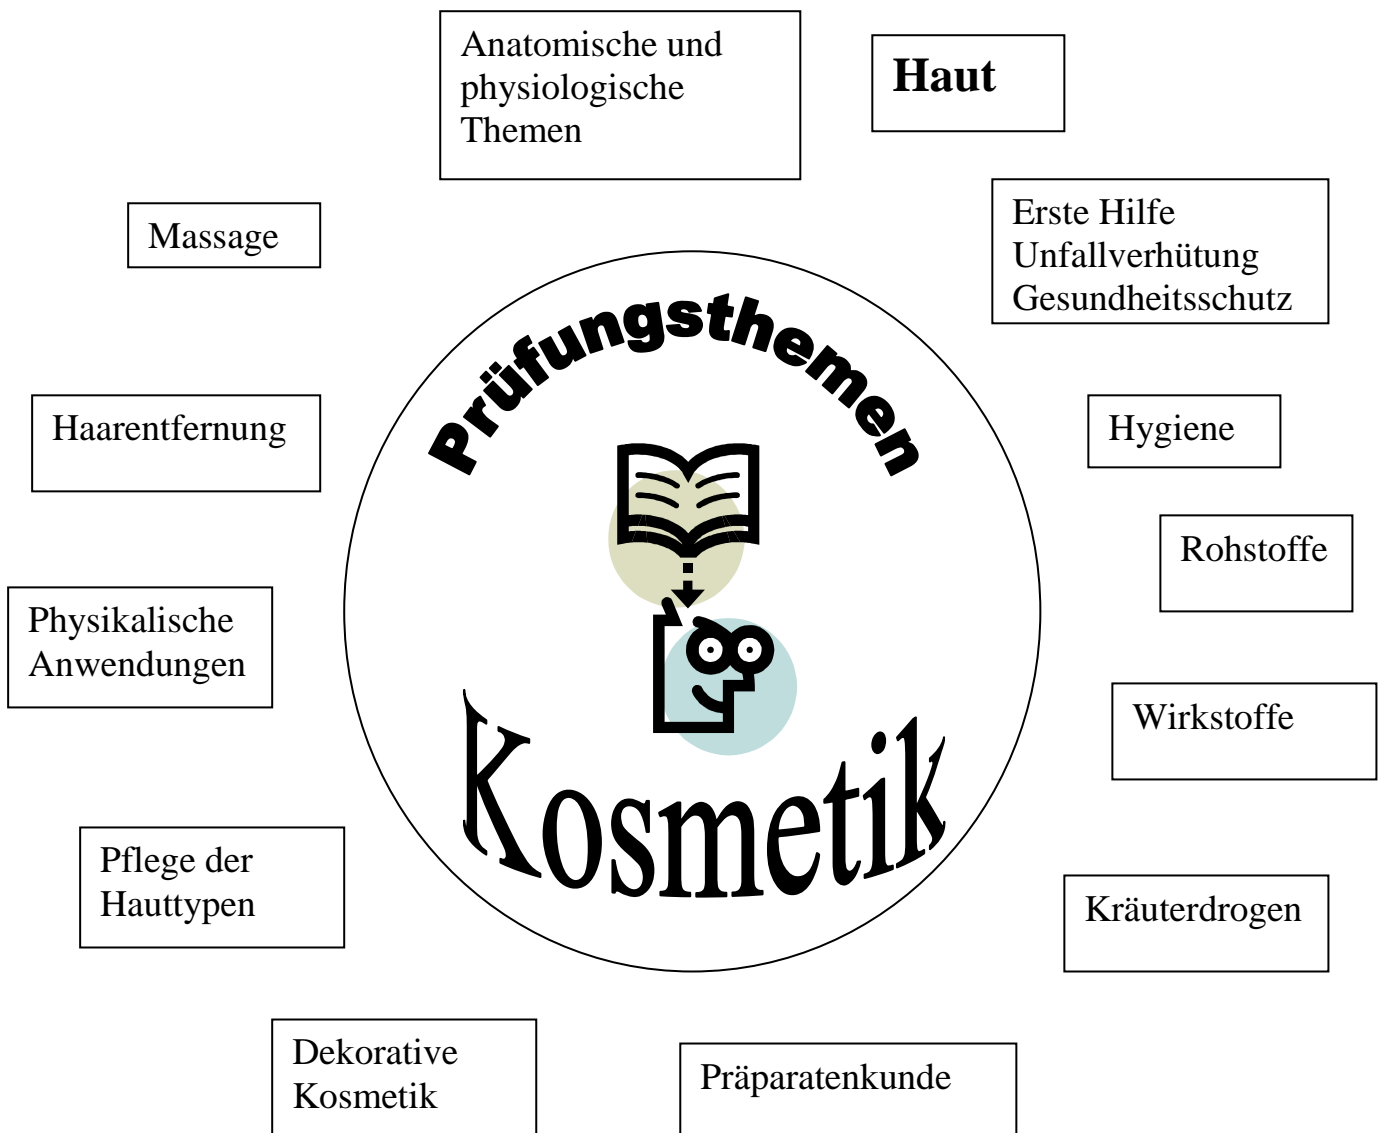 Anatomische und
physiologische
Themen
Haut
Erste Hilfe
Unfallverhütung
Gesundheitsschutz
Massage
Prüfungsthemen
Haarentfernung
Hygiene
Rohstoffe
Physikalische
Anwendungen
Wirkstoffe
Kosmetik
Pflege der
Hauttypen
Kräuterdrogen
Dekorative
Kosmetik
Präparatenkunde